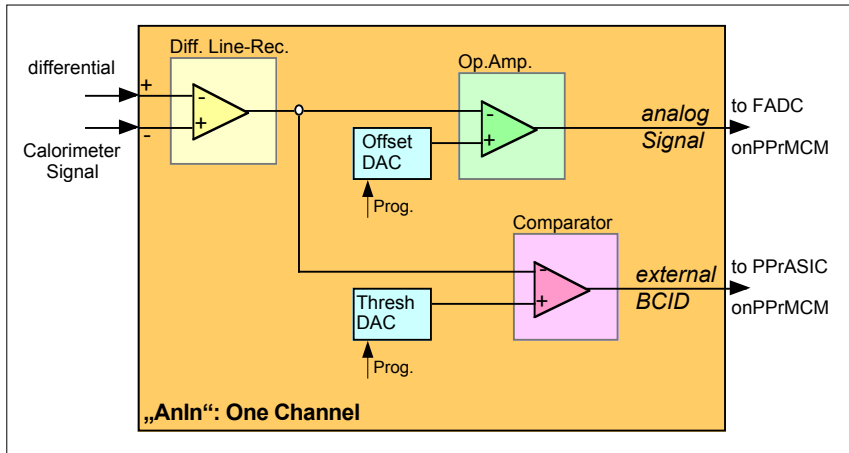 Diff. Line-Rec.
differential
+
-
-
+
Calorimeter
Signal
Op.Amp.
-
+
Offset
DAC
Prog.
analog
Signal
to FADC
onPPrMCM
Comparator
-
+
Thresh
DAC
Prog.
external
BCID
to PPrASIC
onPPrMCM
„AnIn“: One Channel